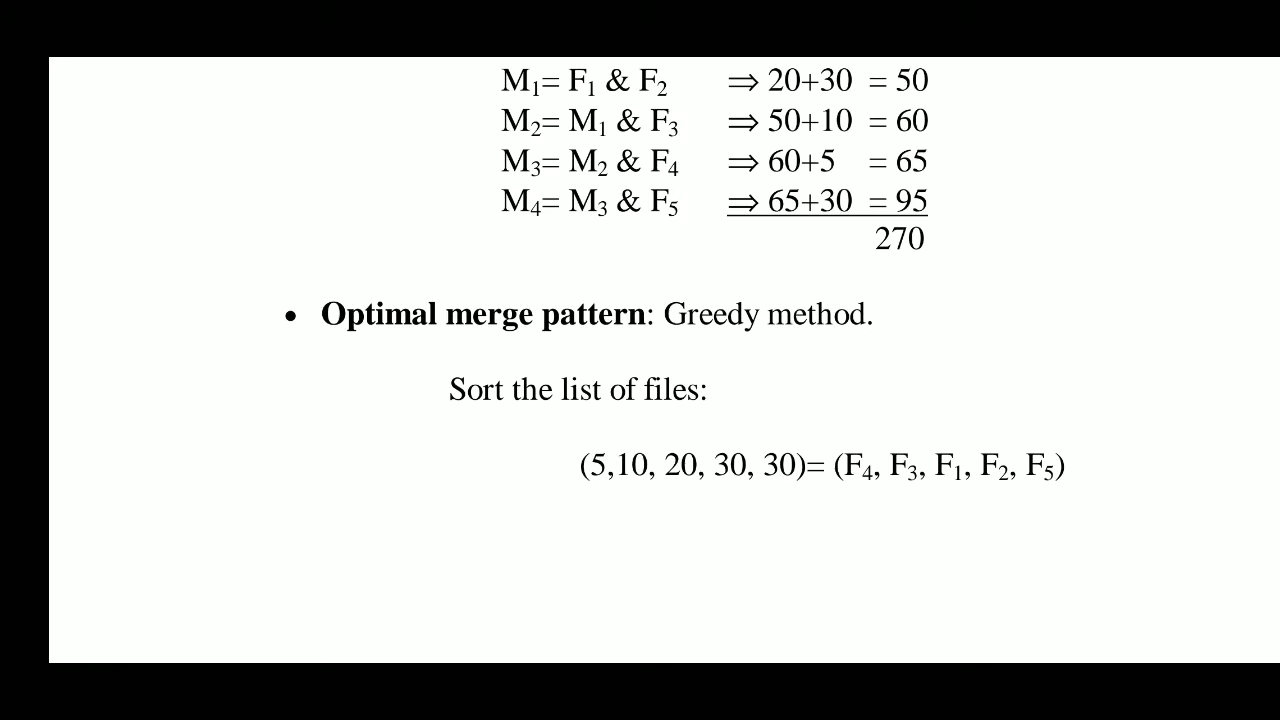 M₁= F₁ & F₂ ⇒ 20+30 = 50
M₂= M₁ & F₃ ⇒ 50+10 = 60
M₃= M₂ & F₄ ⇒ 60+5 = 65
M₄= M₃ & F₅ ⇒ 65+30 = 95
270
• Optimal merge pattern: Greedy method.
Sort the list of files:
(5,10, 20, 30, 30)= (F₄, F₃, F₁, F₂, F₅)